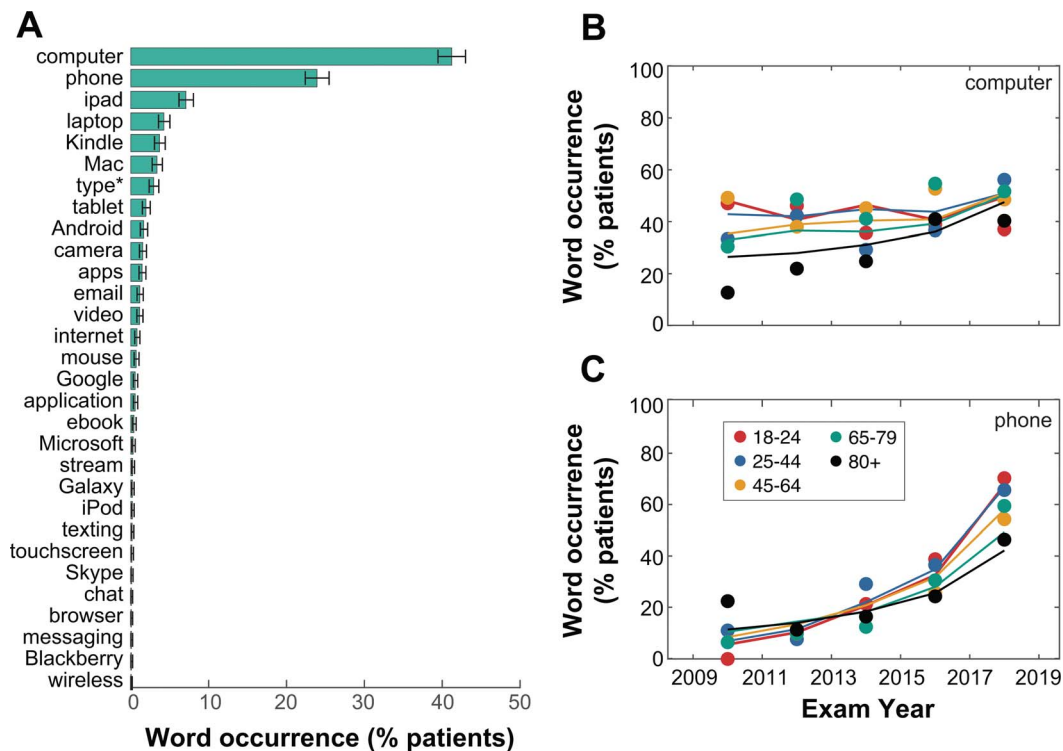 A
computer
phone
ipad
laptop
Kindle
Mac
type*
tablet
Android
camera
apps
email
video
internet
mouse
Google
application
ebook
Microsoft
stream
Galaxy
iPod
texting
touchscreen
Skype
chat
browser
messaging
Blackberry
wireless
0 10 20 30 40 50
Word occurrence (% patients)
B
computer
100
80
60
40
20
0
Word occurrence
(% patients)
C
phone
100
80
60
40
20
0
Word occurrence
(% patients)
18-24 65-79
25-44 80+
45-64
2009 2011 2013 2015 2017 2019
Exam Year